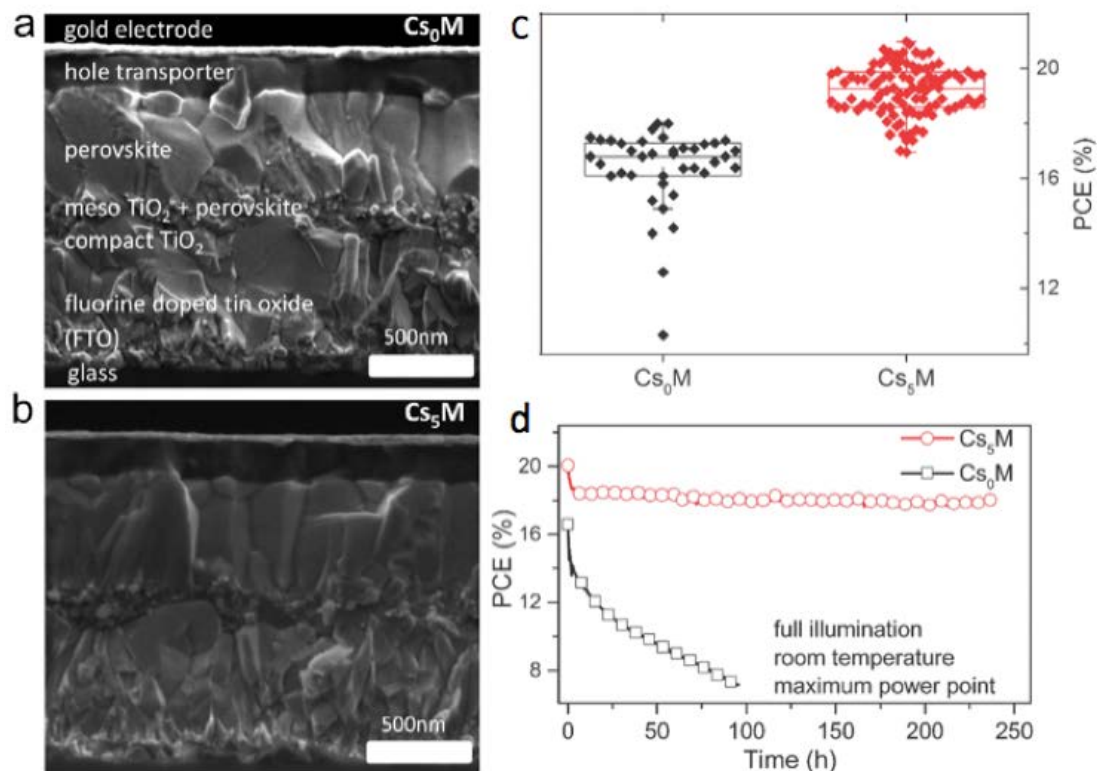 a
Cs₀M
gold electrode
hole transporter
perovskite
meso TiO₂ + perovskite
compact TiO₂
fluorine doped tin oxide
(FTO)
500nm
glass
b
Cs₅M
500nm
c
20
16
12
PCE (%)
Cs₀M
Cs₅M
d
Cs₅M
Cs₀M
20
16
12
8
PCE (%)
full illumination
room temperature
maximum power point
0
50
100
150
200
250
Time (h)